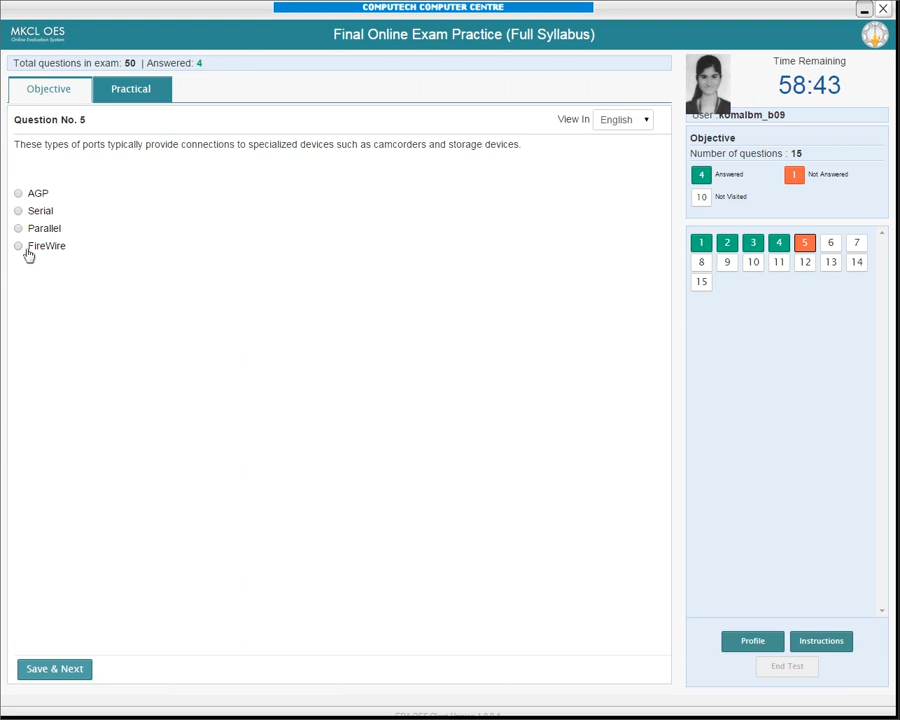 COMPUTECH COMPUTER CENTRE
MKCL OES
Online Evaluation System
Final Online Exam Practice (Full Syllabus)
Total questions in exam: 50 | Answered: 4
Time Remaining
58:43
Objective
Practical
User :komalbm_b09
Question No. 5
View In
English
Objective
Number of questions : 15
These types of ports typically provide connections to specialized devices such as camcorders and storage devices.
4 Answered
1 Not Answered
10 Not Visited
AGP
Serial
Parallel
FireWire
1 2 3 4 5 6 7
8 9 10 11 12 13 14
15
Profile
Instructions
End Test
Save & Next